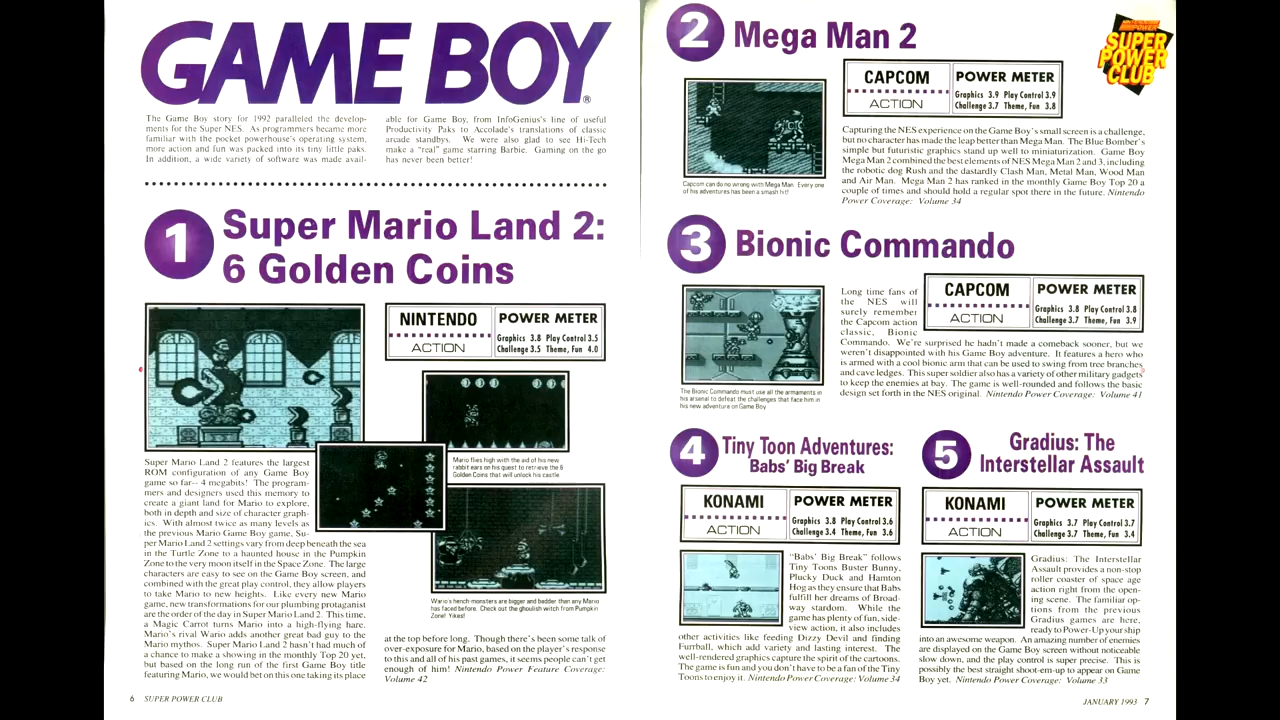 GAME BOY®
The Game Boy story for 1992 paralleled the develop-
ments for the Super NES. As programmers became more
familiar with the pocket powerhouse's operating system,
more action and fun was packed into its tiny little paks.
In addition, a wide variety of software was made avail-
able for Game Boy, from InfoGenius's line of useful
Productivity Paks to Accolade's translations of classic
arcade standbys. We were also glad to see Hi-Tech
make a "real" game starring Barbie. Gaming on the go
has never been better!
1 Super Mario Land 2:
6 Golden Coins
NINTENDO
ACTION
POWER METER
Graphics 3.8 Play Control 3.5
Challenge 3.5 Theme, Fun 4.0
Mario flies high with the aid of his new
rabbit ears on his quest to retrieve the 6
Golden Coins that will unlock his castle.
Super Mario Land 2 features the largest
ROM configuration of any Game Boy
game so far-- 4 megabits! The program-
mers and designers used this memory to
create a giant land for Mario to explore,
both in depth and size of character graph-
ics. With almost twice as many levels as
the previous Mario Game Boy game, Su-
per Mario Land 2 settings vary from deep beneath the sea
in the Turtle Zone to a haunted house in the Pumpkin
Zone to the very moon itself in the Space Zone. The large
characters are easy to see on the Game Boy screen, and
combined with the great play control, they allow players
to take Mario to new heights. Like every new Mario
game, new transformations for our plumbing protaganist
are the order of the day in Super Mario Land 2. This time,
a Magic Carrot turns Mario into a high-flying hare.
Mario's rival Wario adds another great bad guy to the
Mario mythos. Super Mario Land 2 hasn't had much of
a chance to make a showing in the monthly Top 20 yet,
but based on the long run of the first Game Boy title
featuring Mario, we would bet on this one taking its place
Wario's hench-monsters are bigger and badder than any Mario
has faced before. Check out the ghoulish witch from Pumpkin
Zone! Yikes!
at the top before long. Though there's been some talk of
over-exposure for Mario, based on the player's response
to this and all of his past games, it seems people can't get
enough of him! Nintendo Power Feature Coverage:
Volume 42
6 SUPER POWER CLUB
2 Mega Man 2
NINTENDO POWER
SUPER
POWER
CLUB
CAPCOM
ACTION
POWER METER
Graphics 3.9 Play Control 3.9
Challenge 3.7 Theme, Fun 3.8
Capcom can do no wrong with Mega Man. Every one
of his adventures has been a smash hit!
Capturing the NES experience on the Game Boy's small screen is a challenge,
but no character has made the leap better than Mega Man. The Blue Bomber's
simple but futuristic graphics stand up well to miniaturization. Game Boy
Mega Man 2 combined the best elements of NES Mega Man 2 and 3, including
the robotic dog Rush and the dastardly Clash Man, Metal Man, Wood Man
and Air Man. Mega Man 2 has ranked in the monthly Game Boy Top 20 a
couple of times and should hold a regular spot there in the future. Nintendo
Power Coverage: Volume 34
3 Bionic Commando
CAPCOM
ACTION
POWER METER
Graphics 3.8 Play Control 3.8
Challenge 3.7 Theme, Fun 3.9
The Bionic Commando must use all the armaments in
his arsenal to defeat the challenges that face him in
his new adventure on Game Boy
Long time fans of
the NES will
surely remember
the Capcom action
classic, Bionic
Commando. We're surprised he hadn't made a comeback sooner, but we
weren't disappointed with his Game Boy adventure. It features a hero who
is armed with a cool bionic arm that can be used to swing from tree branches
and cave ledges. This super soldier also has a variety of other military gadgets
to keep the enemies at bay. The game is well-rounded and follows the basic
design set forth in the NES original. Nintendo Power Coverage: Volume 41
4 Tiny Toon Adventures:
Babs' Big Break
KONAMI
ACTION
POWER METER
Graphics 3.8 Play Control 3.6
Challenge 3.4 Theme, Fun 3.6
"Babs' Big Break" follows
Tiny Toons Buster Bunny,
Plucky Duck and Hamton
Hog as they ensure that Babs
fulfill her dreams of Broad-
way stardom. While the
game has plenty of fun, side-
view action, it also includes
other activities like feeding Dizzy Devil and finding
Furrball, which add variety and lasting interest. The
well-rendered graphics capture the spirit of the cartoons.
The game is fun and you don't have to be a fan of the Tiny
Toons to enjoy it. Nintendo Power Coverage: Volume 34
5 Gradius: The
Interstellar Assault
KONAMI
ACTION
POWER METER
Graphics 3.7 Play Control 3.7
Challenge 3.7 Theme, Fun 3.4
Gradius: The Interstellar
Assault provides a non-stop
roller coaster of space age
action right from the open-
ing scene. The familiar op-
tions from the previous
Gradius games are here,
ready to Power-Up your ship
into an awesome weapon. An amazing number of enemies
are displayed on the Game Boy screen without noticeable
slow down, and the play control is super precise. This is
possibly the best straight shoot-em-up to appear on Game
Boy yet. Nintendo Power Coverage: Volume 33
JANUARY 1993 7